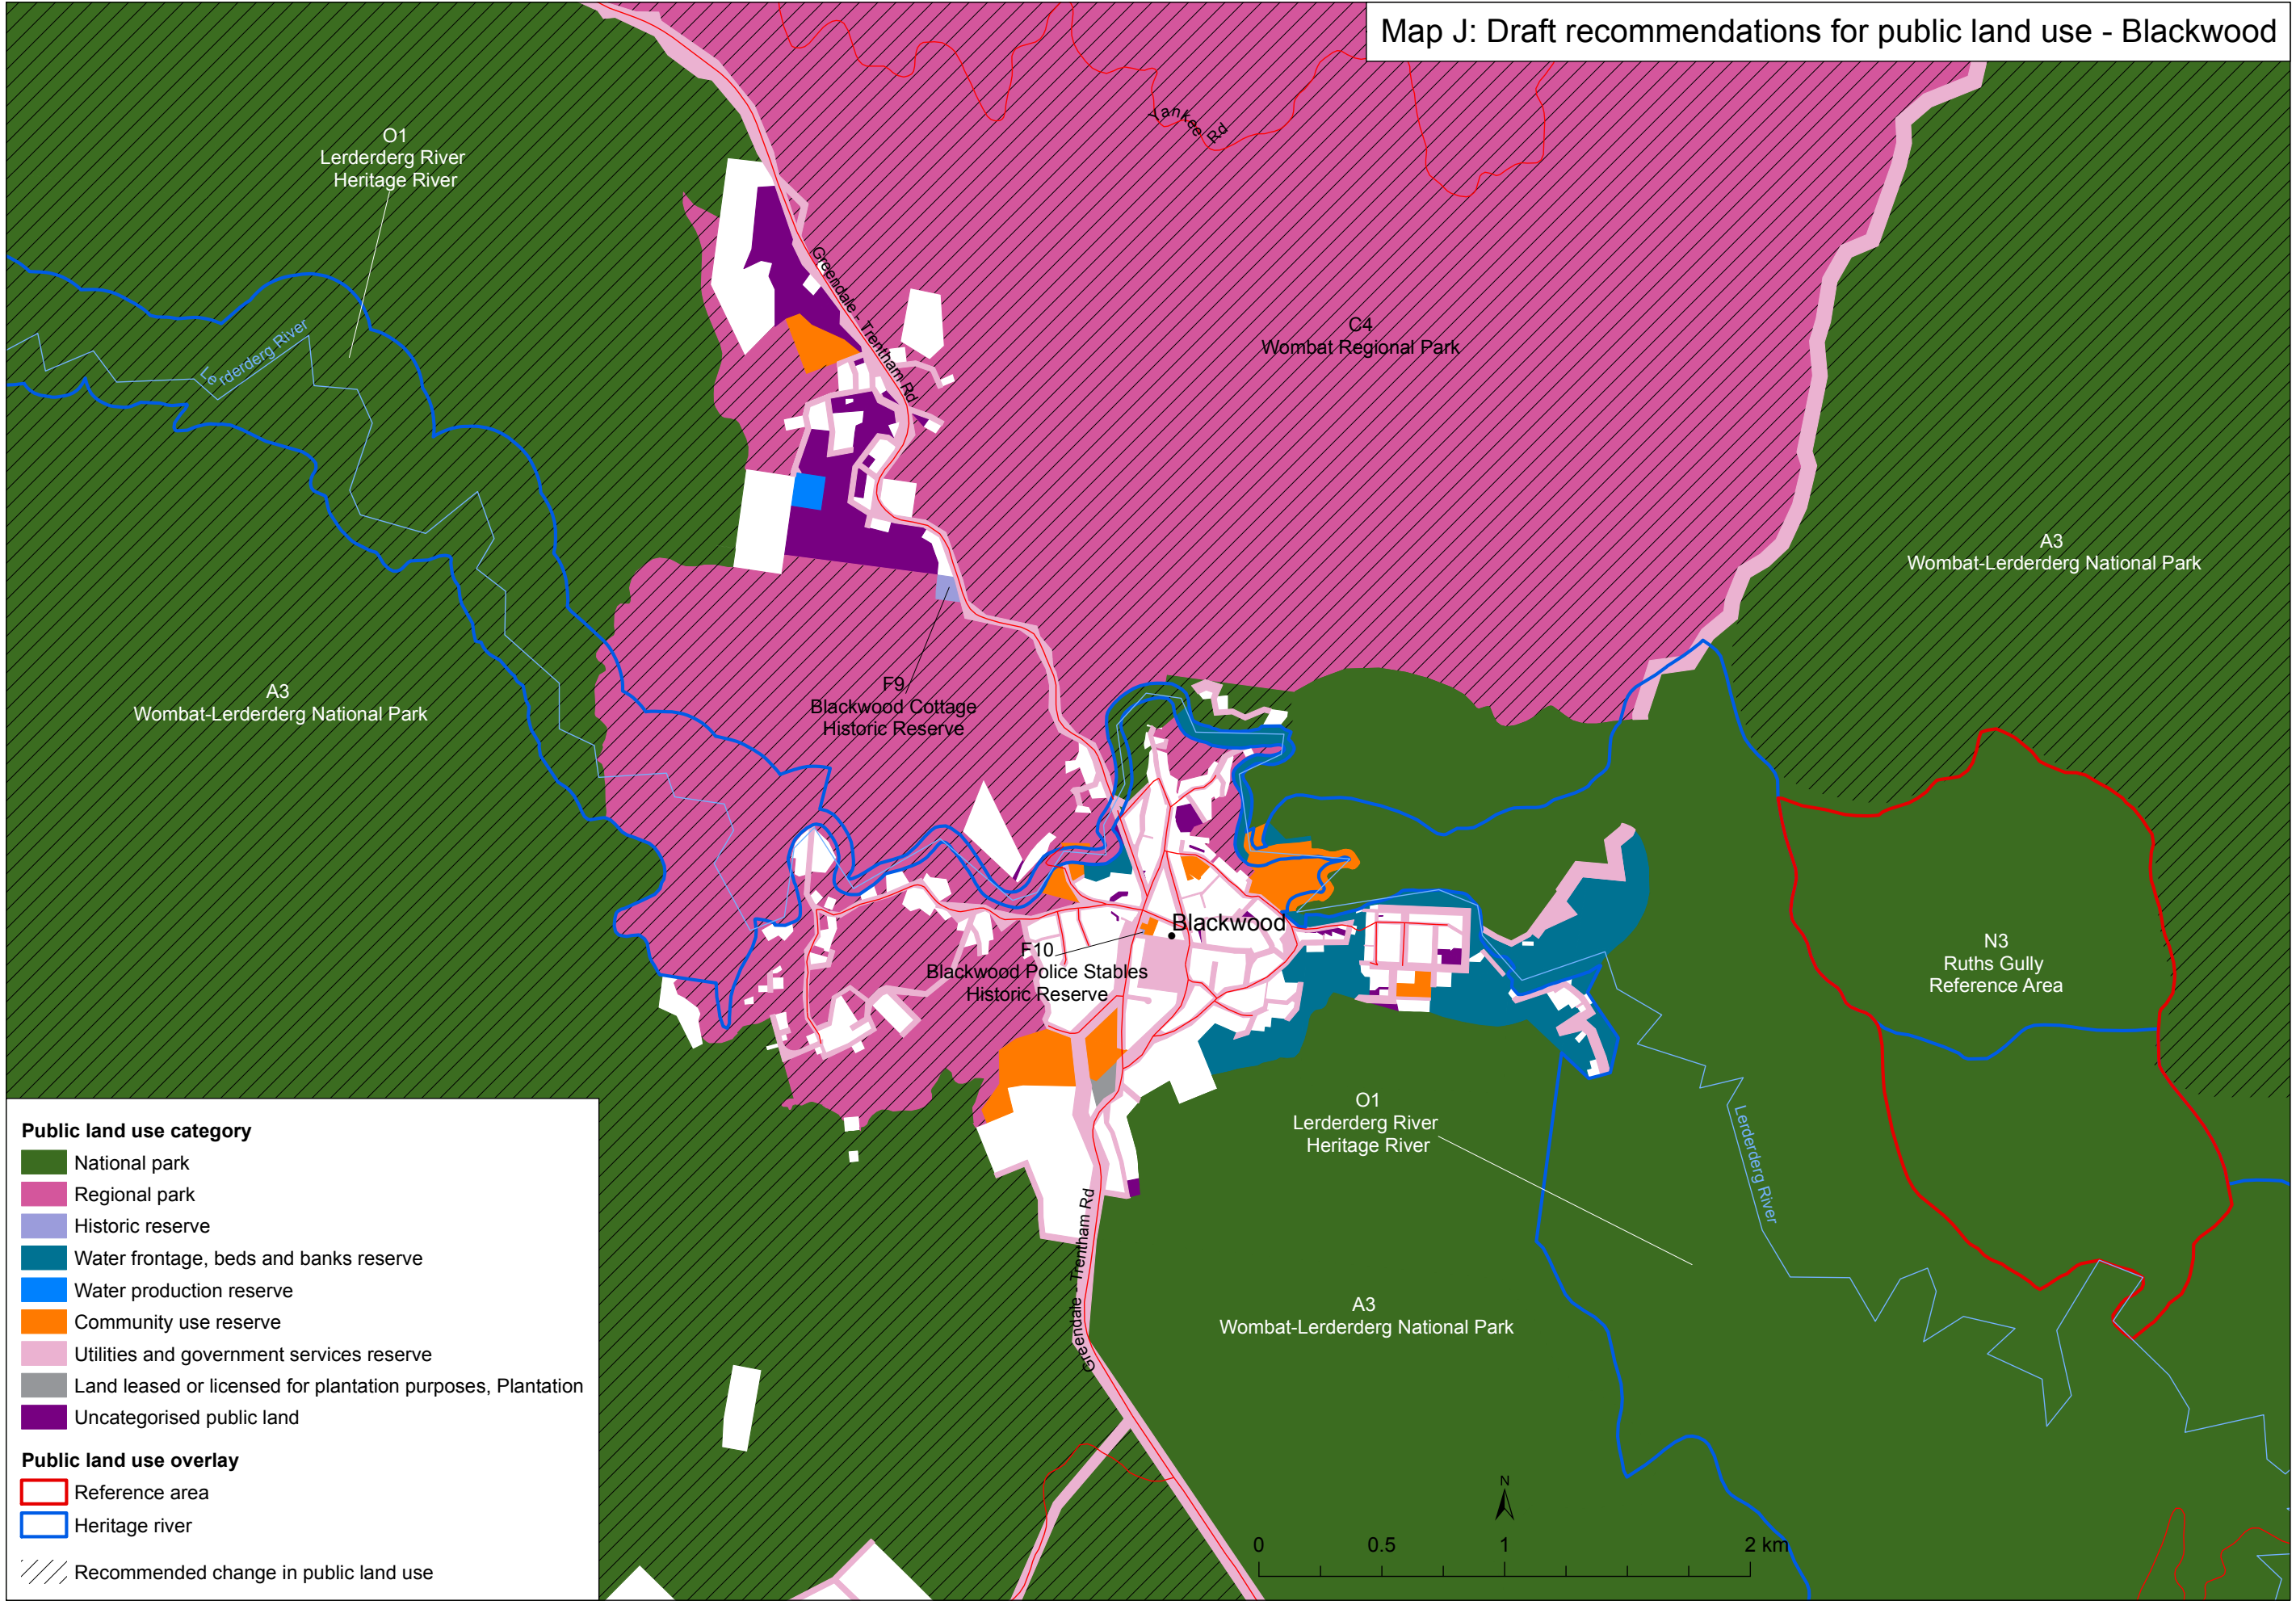 Map J: Draft recommendations for public land use - Blackwood
O1
Lerderderg River
Heritage River
Yankee Rd
Greendale - Trentham Rd
Lerderderg River
C4
Wombat Regional Park
A3
Wombat-Lerderderg National Park
A3
Wombat-Lerderderg National Park
F9
Blackwood Cottage
Historic Reserve
Blackwood
F10
Blackwood Police Stables
Historic Reserve
N3
Ruths Gully
Reference Area
O1
Lerderderg River
Heritage River
Lerderderg River
Greendale - Trentham Rd
A3
Wombat-Lerderderg National Park
Public land use category
National park
Regional park
Historic reserve
Water frontage, beds and banks reserve
Water production reserve
Community use reserve
Utilities and government services reserve
Land leased or licensed for plantation purposes, Plantation
Uncategorised public land
Public land use overlay
Reference area
Heritage river
Recommended change in public land use
N
0 0.5 1 2 km